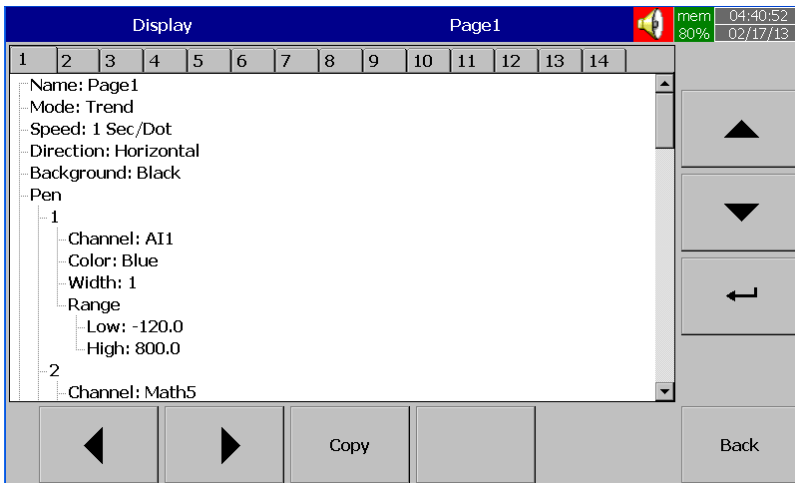 Display Page1 mem 04:40:52
80% 02/17/13
1 2 3 4 5 6 7 8 9 10 11 12 13 14
Name: Page1
Mode: Trend
Speed: 1 Sec/Dot
Direction: Horizontal
Background: Black
Pen
1
Channel: AI1
Color: Blue
Width: 1
Range
Low: -120.0
High: 800.0
2
Channel: Math5
Copy Back